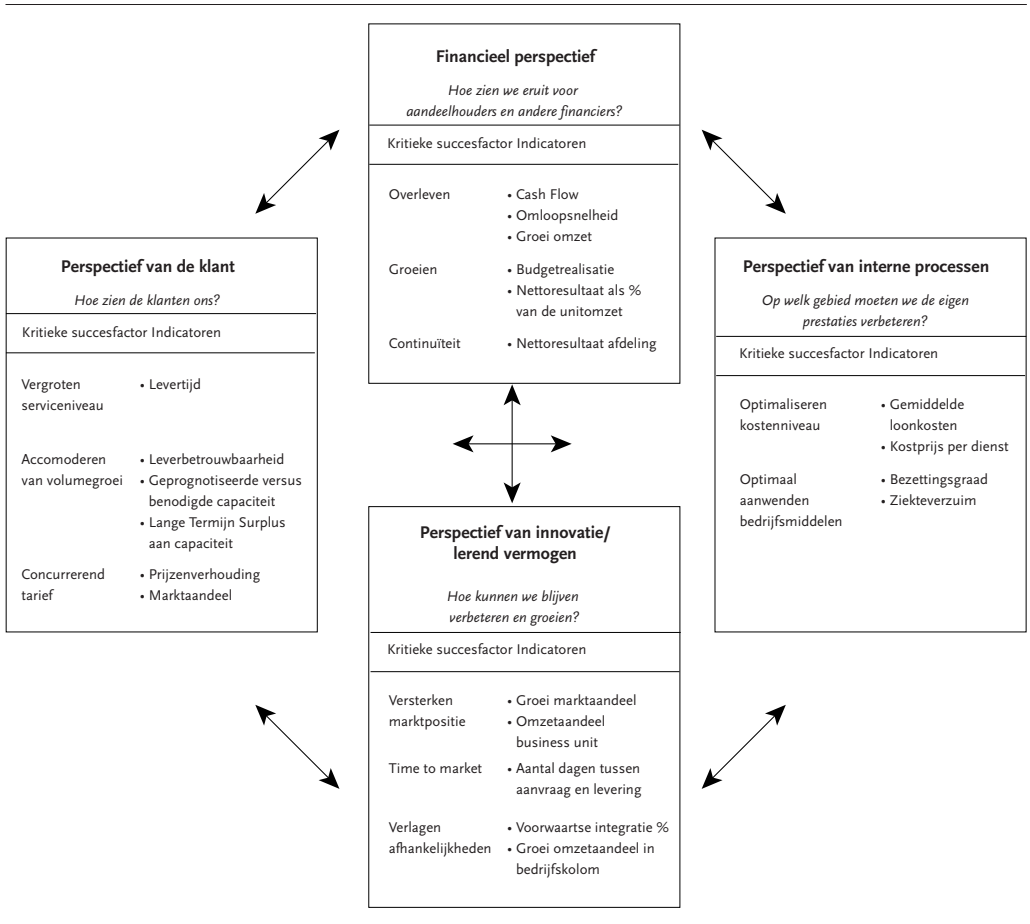 Financieel perspectief
Hoe zien we eruit voor
aandeelhouders en andere financiers?
Kritieke succesfactor Indicatoren
Overleven • Cash Flow
• Omloopsnelheid
• Groei omzet
Groeien • Budgetrealisatie
• Nettoresultaat als %
van de unitomzet
Continuïteit • Nettoresultaat afdeling
Perspectief van de klant
Hoe zien de klanten ons?
Kritieke succesfactor Indicatoren
Vergroten • Levertijd
serviceniveau
Accomoderen • Leverbetrouwbaarheid
van volumegroei • Geprognotiseerde versus
benodigde capaciteit
• Lange Termijn Surplus
aan capaciteit
Concurrerend • Prijzenverhouding
tarief • Marktaandeel
Perspectief van interne processen
Op welk gebied moeten we de eigen
prestaties verbeteren?
Kritieke succesfactor Indicatoren
Optimaliseren • Gemiddelde
kostenniveau loonkosten
• Kostprijs per dienst
Optimaal • Bezettingsgraad
aanwenden • Ziekteverzuim
bedrijfsmiddelen
Perspectief van innovatie/
lerend vermogen
Hoe kunnen we blijven
verbeteren en groeien?
Kritieke succesfactor Indicatoren
Versterken • Groei marktaandeel
marktpositie • Omzetaandeel
business unit
Time to market • Aantal dagen tussen
aanvraag en levering
Verlagen • Voorwaartse integratie %
afhankelijkheden • Groei omzetaandeel in
bedrijfskolom